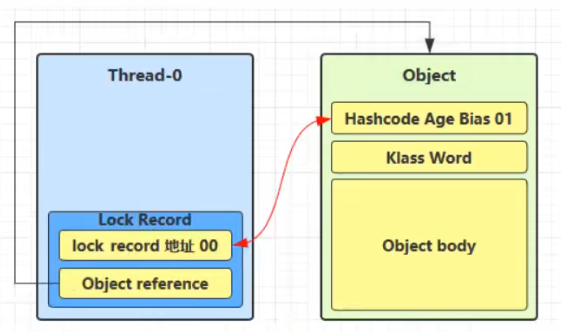 Thread-0
Lock Record
lock record 地址 00
Object reference
Object
Hashcode Age Bias 01
Klass Word
Object body